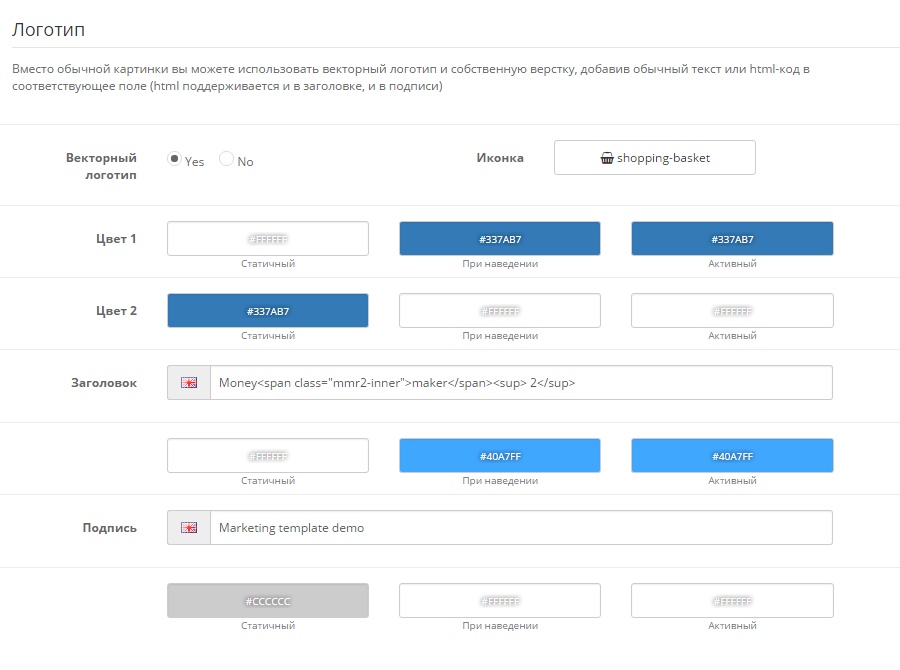 Логотип
Вместо обычной картинки вы можете использовать векторный логотип и собственную верстку, добавив обычный текст или html-код в
соответствующее поле (html поддерживается и в заголовке, и в подписи)
Векторный логотип Yes No Иконка shopping-basket
Цвет 1 #FFFFFF #337AB7 #337AB7
Статичный При наведении Активный
Цвет 2 #337AB7 #FFFFFF #FFFFFF
Статичный При наведении Активный
Заголовок Money<span class="mmr2-inner">maker</span><sup> 2</sup>
#FFFFFF #40A7FF #40A7FF
Статичный При наведении Активный
Подпись Marketing template demo
#CCCCCC #FFFFFF #FFFFFF
Статичный При наведении Активный